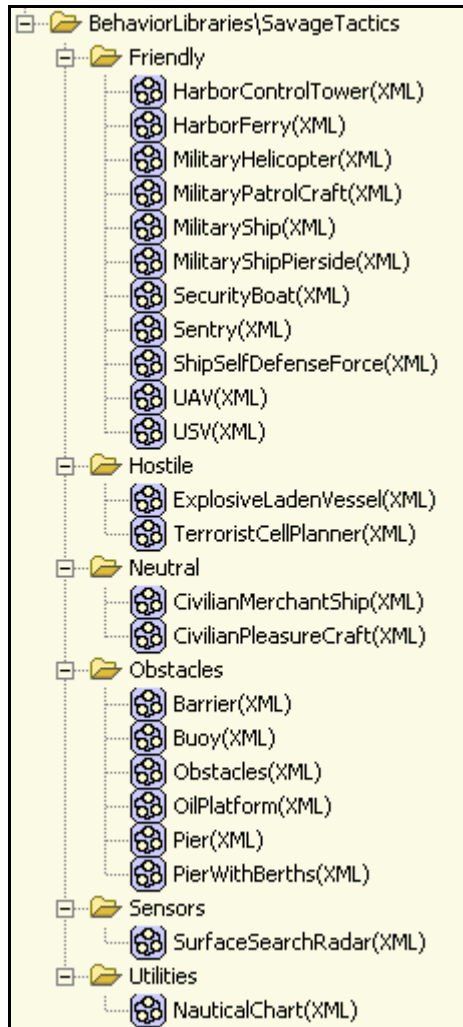 BehaviorLibraries\SavageTactics
Friendly
HarborControlTower(XML)
HarborFerry(XML)
MilitaryHelicopter(XML)
MilitaryPatrolCraft(XML)
MilitaryShip(XML)
MilitaryShipPierside(XML)
SecurityBoat(XML)
Sentry(XML)
ShipSelfDefenseForce(XML)
UAV(XML)
USV(XML)
Hostile
ExplosiveLadenVessel(XML)
TerroristCellPlanner(XML)
Neutral
CivilianMerchantShip(XML)
CivilianPleasureCraft(XML)
Obstacles
Barrier(XML)
Buoy(XML)
Obstacles(XML)
OilPlatform(XML)
Pier(XML)
PierWithBerths(XML)
Sensors
SurfaceSearchRadar(XML)
Utilities
NauticalChart(XML)